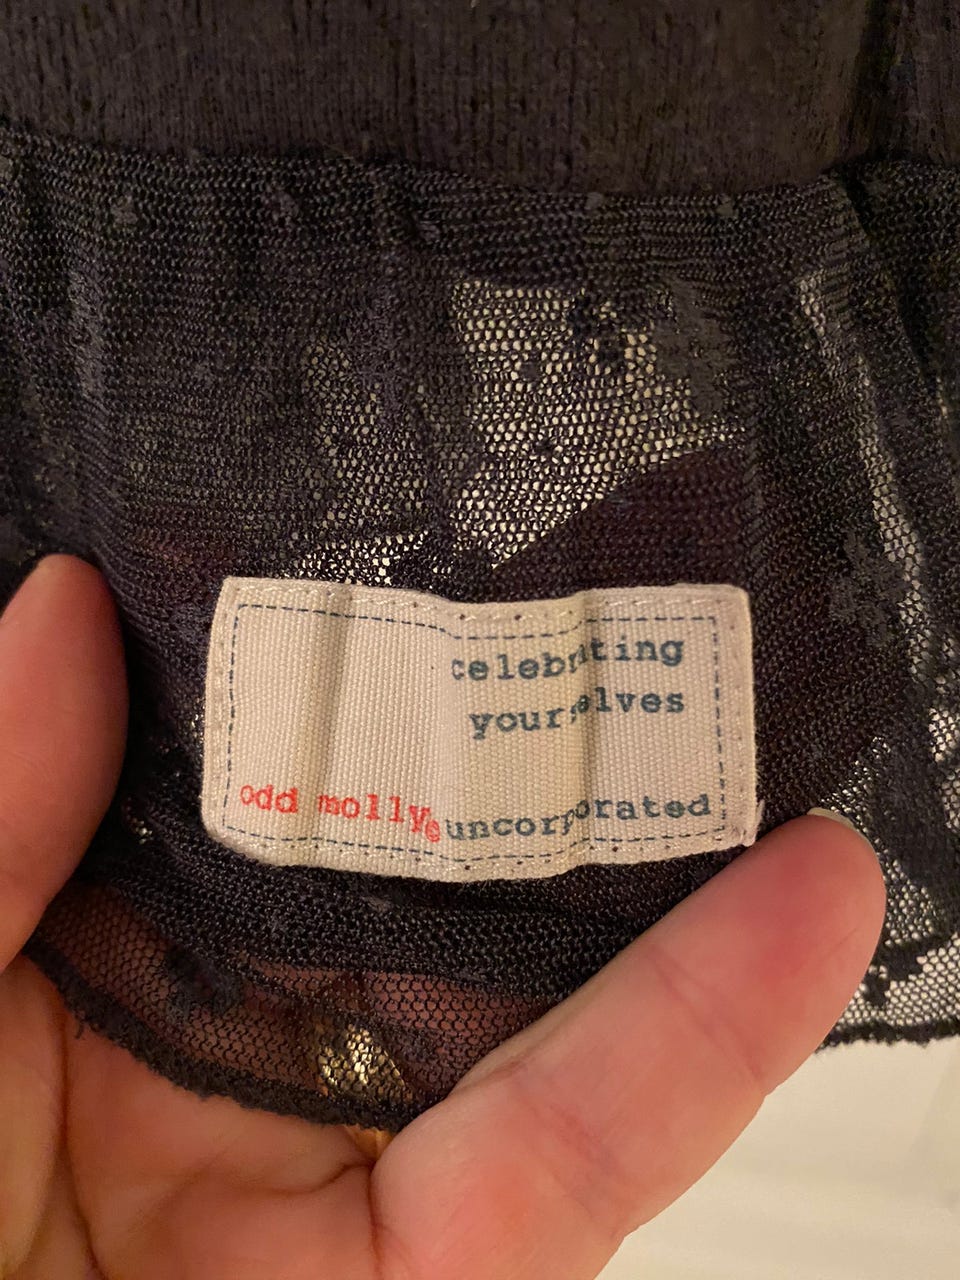 celebrating
yourselves
odd molly® uncorporated